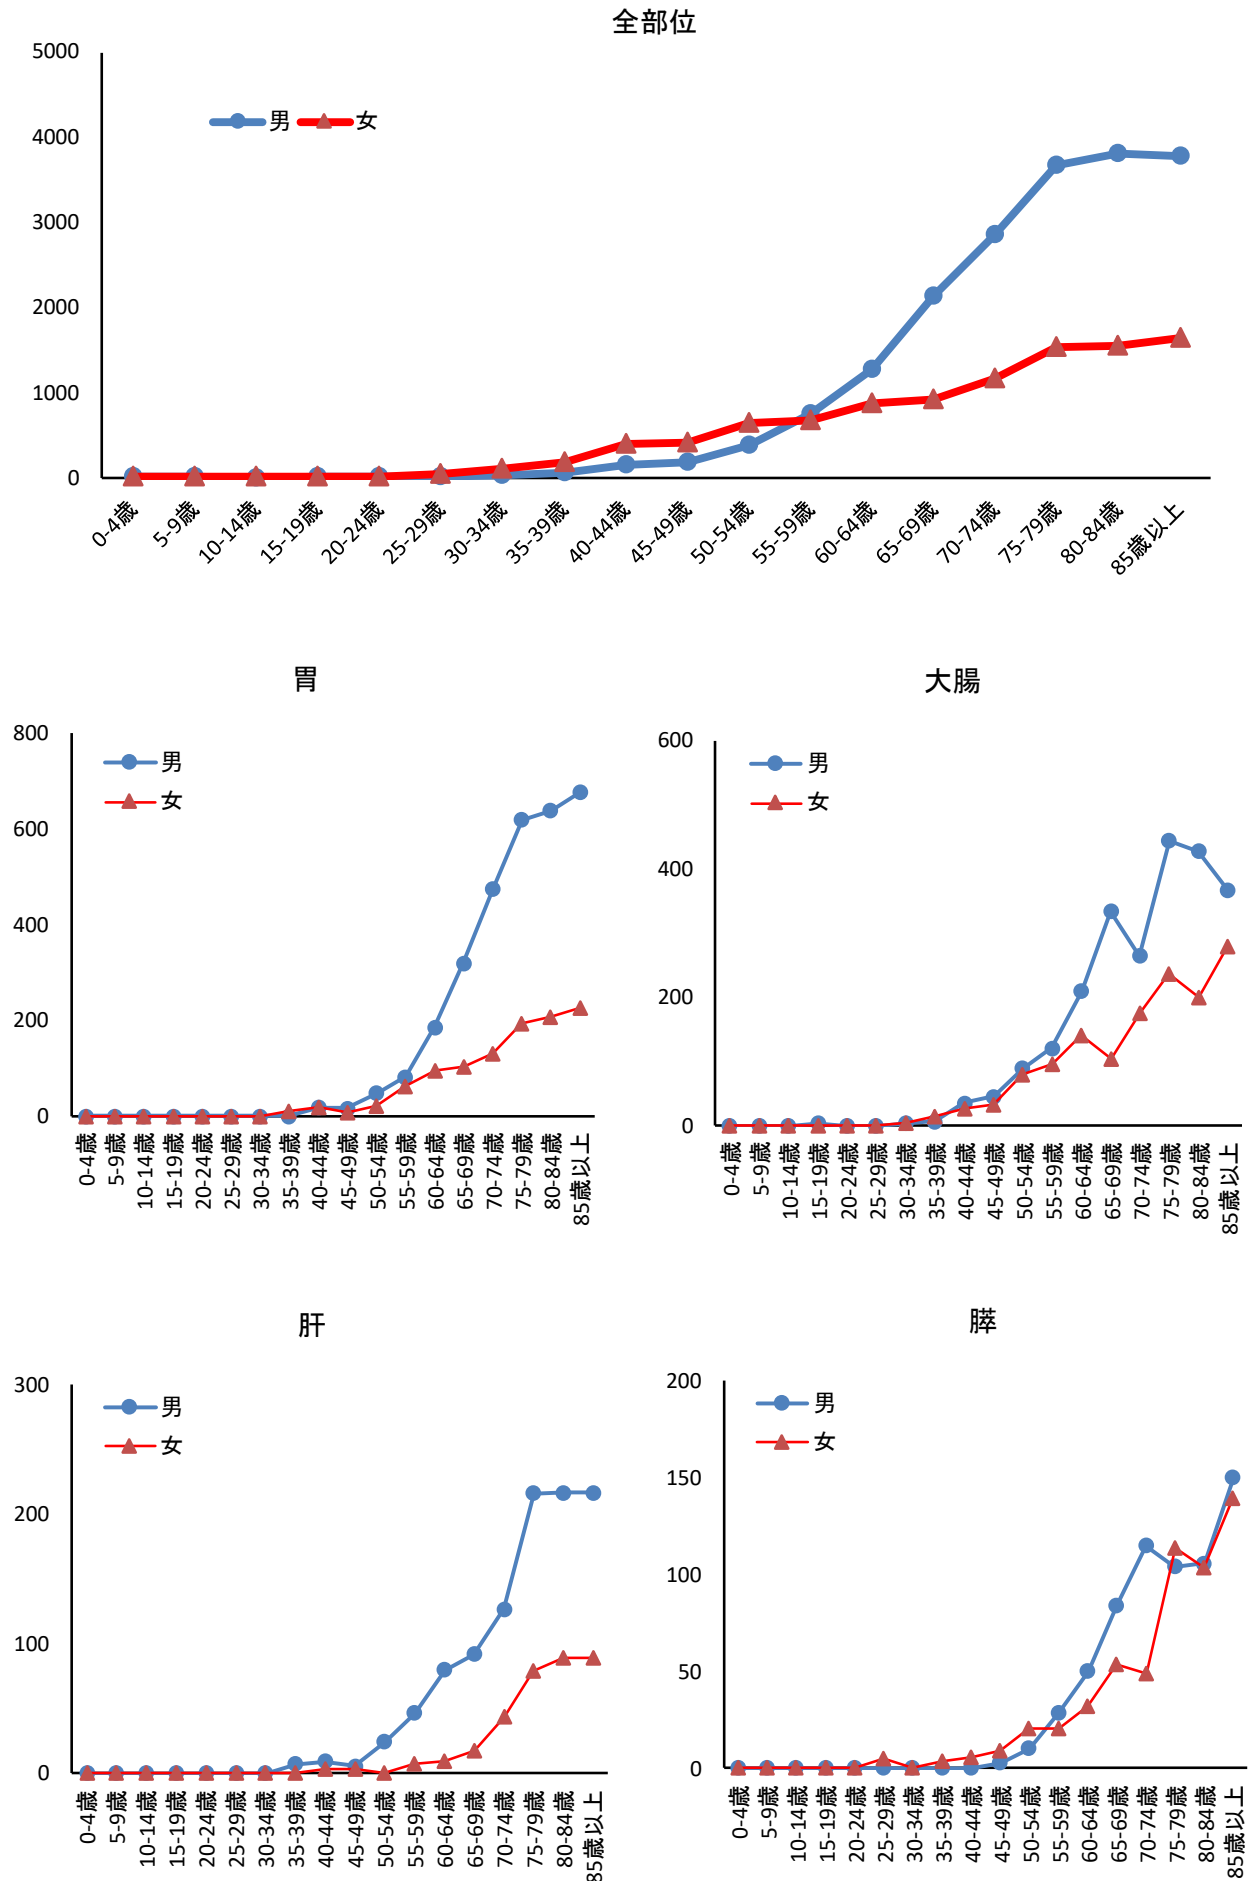 全部位
5000
4000
3000
2000
1000
0
男 女
0-4歳
5-9歳
10-14歳
15-19歳
20-24歳
25-29歳
30-34歳
35-39歳
40-44歳
45-49歳
50-54歳
55-59歳
60-64歳
65-69歳
70-74歳
75-79歳
80-84歳
85歳以上
胃
800
600
400
200
0
男
女
0-4歳
5-9歳
10-14歳
15-19歳
20-24歳
25-29歳
30-34歳
35-39歳
40-44歳
45-49歳
50-54歳
55-59歳
60-64歳
65-69歳
70-74歳
75-79歳
80-84歳
85歳以上
大腸
600
400
200
0
男
女
0-4歳
5-9歳
10-14歳
15-19歳
20-24歳
25-29歳
30-34歳
35-39歳
40-44歳
45-49歳
50-54歳
55-59歳
60-64歳
65-69歳
70-74歳
75-79歳
80-84歳
85歳以上
肝
300
200
100
0
男
女
0-4歳
5-9歳
10-14歳
15-19歳
20-24歳
25-29歳
30-34歳
35-39歳
40-44歳
45-49歳
50-54歳
55-59歳
60-64歳
65-69歳
70-74歳
75-79歳
80-84歳
85歳以上
膵
200
150
100
50
0
男
女
0-4歳
5-9歳
10-14歳
15-19歳
20-24歳
25-29歳
30-34歳
35-39歳
40-44歳
45-49歳
50-54歳
55-59歳
60-64歳
65-69歳
70-74歳
75-79歳
80-84歳
85歳以上